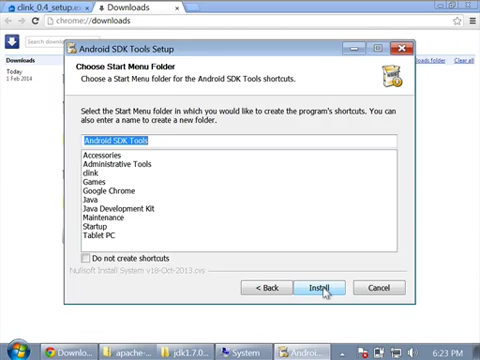 clink_0.4_setup.e
Downloads
chrome://downloads
Search downloads
Today
1 Feb 2014
Clear all
Android SDK Tools Setup
Choose Start Menu Folder
Choose a Start Menu folder for the Android SDK Tools shortcuts.
Select the Start Menu folder in which you would like to create the program's shortcuts. You can
also enter a name to create a new folder.
Android SDK Tools
Accessories
Administrative Tools
clink
Games
Google Chrome
Java
Java Development Kit
Maintenance
Startup
Tablet PC
Do not create shortcuts
Nullsoft Install System v18-Oct-2013.cvs
< Back
Install
Cancel
Downlo...
apache-...
jdk1.7.0...
System
Androi...
6:23 PM